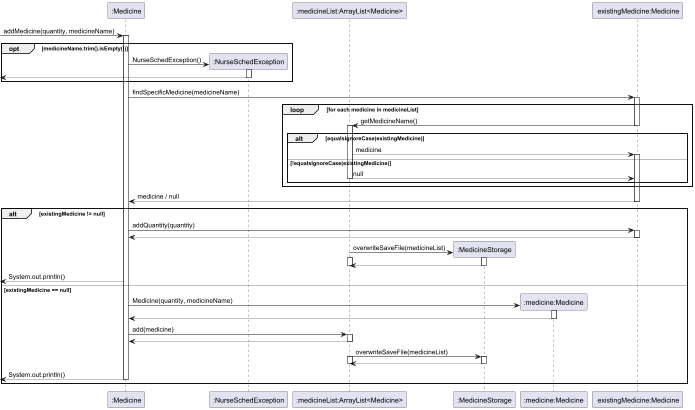 :Medicine
:medicineList:ArrayList<Medicine>
existingMedicine:Medicine
addMedicine(quantity, medicineName)
opt
[medicineName.trim().isEmpty()]
NurseSchedException()
:NurseSchedException
findSpecificMedicine(medicineName)
loop
[for each medicine in medicineList]
getMedicineName()
alt
[equalsIgnoreCase(existingMedicine)]
medicine
[!equalsIgnoreCase(existingMedicine)]
null
medicine / null
alt
[existingMedicine != null]
addQuantity(quantity)
overwriteSaveFile(medicineList)
:MedicineStorage
System.out.println()
[existingMedicine == null]
Medicine(quantity, medicineName)
:medicine:Medicine
add(medicine)
overwriteSaveFile(medicineList)
System.out.println()
:Medicine
:NurseSchedException
:medicineList:ArrayList<Medicine>
:MedicineStorage
:medicine:Medicine
existingMedicine:Medicine